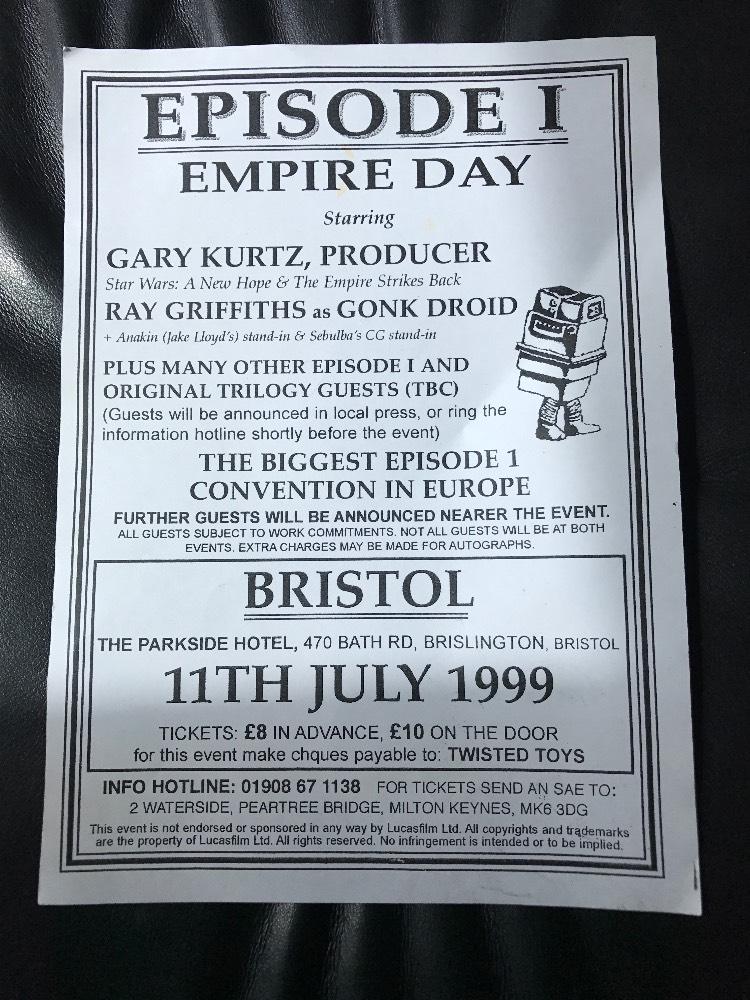 EPISODE I
EMPIRE DAY
Starring
GARY KURTZ, PRODUCER
Star Wars: A New Hope & The Empire Strikes Back
RAY GRIFFITHS as GONK DROID
+ Anakin (Jake Lloyd's) stand-in & Sebulba's CG stand-in
PLUS MANY OTHER EPISODE I AND
ORIGINAL TRILOGY GUESTS (TBC)
(Guests will be announced in local press, or ring the
information hotline shortly before the event)
THE BIGGEST EPISODE 1
CONVENTION IN EUROPE
FURTHER GUESTS WILL BE ANNOUNCED NEARER THE EVENT.
ALL GUESTS SUBJECT TO WORK COMMITMENTS. NOT ALL GUESTS WILL BE AT BOTH
EVENTS. EXTRA CHARGES MAY BE MADE FOR AUTOGRAPHS.
BRISTOL
THE PARKSIDE HOTEL, 470 BATH RD, BRISLINGTON, BRISTOL
11TH JULY 1999
TICKETS: £8 IN ADVANCE, £10 ON THE DOOR
for this event make chques payable to: TWISTED TOYS
INFO HOTLINE: 01908 67 1138 FOR TICKETS SEND AN SAE TO:
2 WATERSIDE, PEARTREE BRIDGE, MILTON KEYNES, MK6 3DG
This event is not endorsed or sponsored in any way by Lucasfilm Ltd. All copyrights and trademarks
are the property of Lucasfilm Ltd. All rights reserved. No infringement is intended or to be implied.